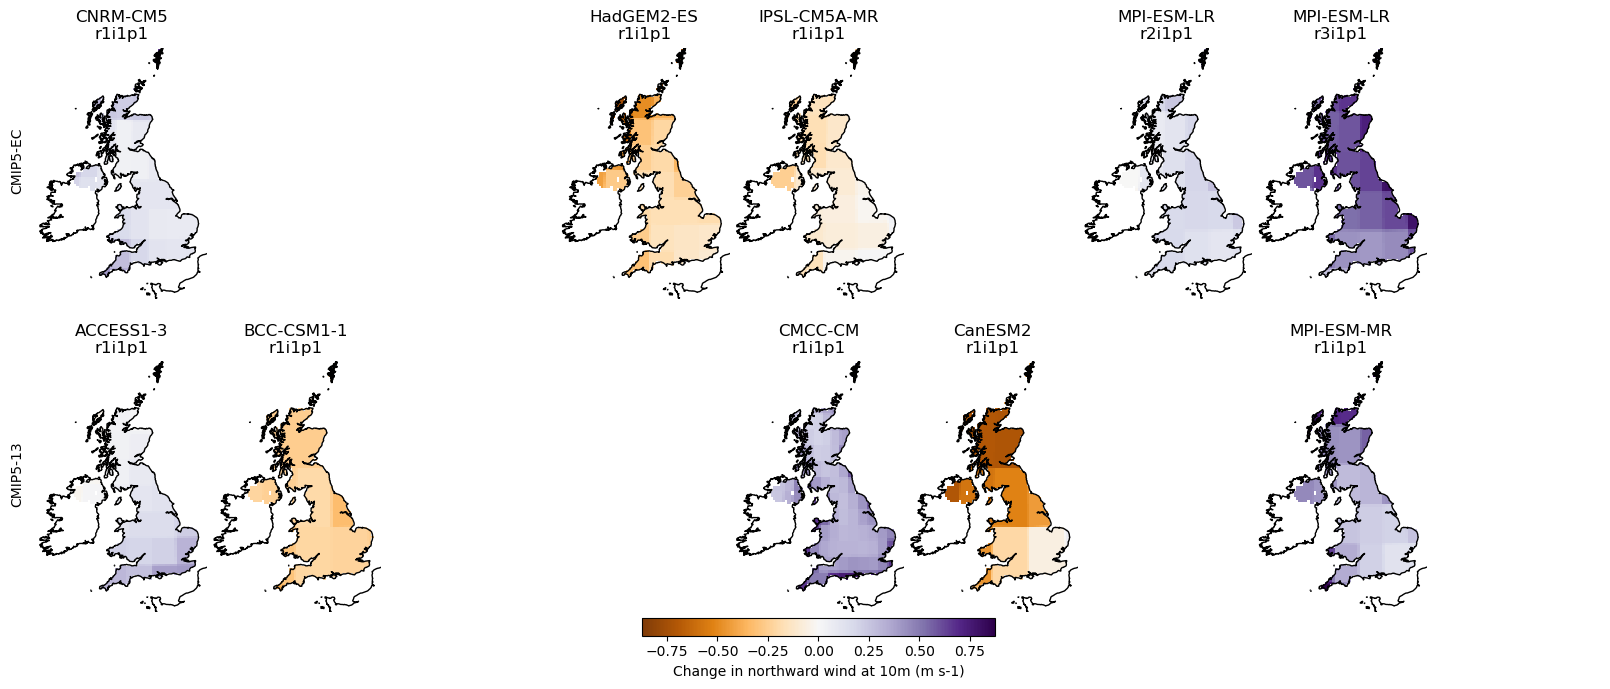 CNRM-CM5
r1i1p1
HadGEM2-ES
r1i1p1
IPSL-CM5A-MR
r1i1p1
MPI-ESM-LR
r2i1p1
MPI-ESM-LR
r3i1p1
CMIP5-EC
ACCESS1-3
r1i1p1
BCC-CSM1-1
r1i1p1
CMCC-CM
r1i1p1
CanESM2
r1i1p1
MPI-ESM-MR
r1i1p1
CMIP5-13
−0.75 −0.50 −0.25 0.00 0.25 0.50 0.75
Change in northward wind at 10m (m s-1)